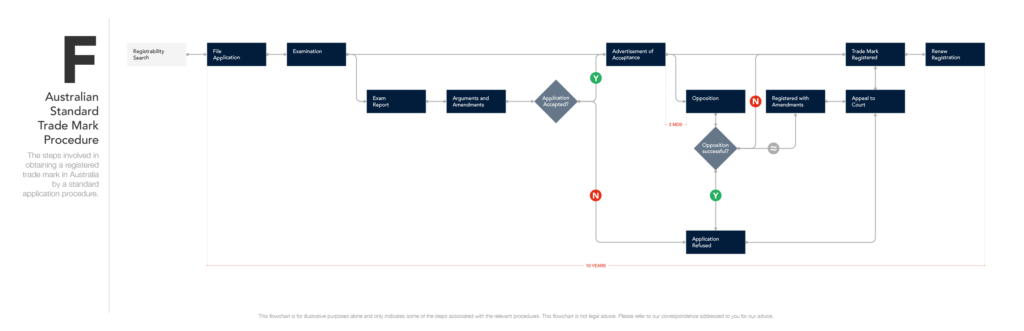 F
Australian
Standard
Trade Mark
Procedure
The steps involved in
obtaining a registered
trade mark in Australia
by a standard
application procedure.
Registrability
Search
File
Application
Examination
Exam
Report
Arguments and
Amendments
Application
Accepted?
Y
N
Advertisement of
Acceptance
Opposition
2 MOS
Opposition
successful?
N
≈
Y
Registered with
Amendments
Appeal to
Court
Trade Mark
Registered
Renew
Registration
Application
Refused
10 YEARS
This flowchart is for illustrative purposes alone and only indicates some of the steps associated with the relevant procedures. This flowchart is not legal advice. Please refer to our correspondence addressed to you for our advice.